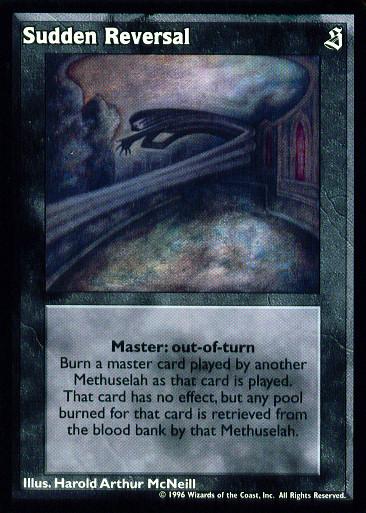 Sudden Reversal
Master: out-of-turn
Burn a master card played by another
Methuselah as that card is played.
That card has no effect, but any pool
burned for that card is retrieved from
the blood bank by that Methuselah.
Illus. Harold Arthur McNeill
© 1996 Wizards of the Coast, Inc. All Rights Reserved.